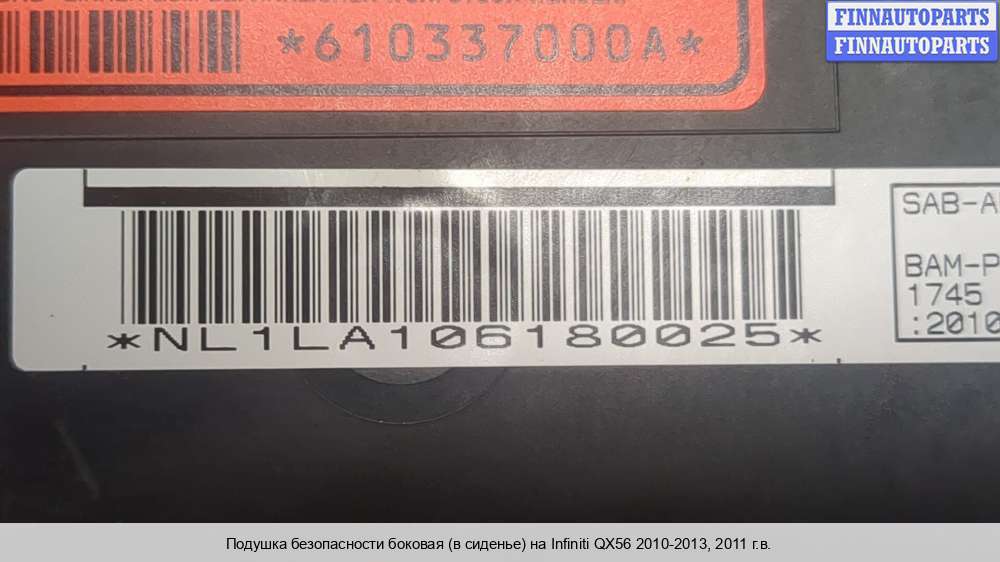 *610337000A*
FINNAUTOPARTS
FINNAUTOPARTS
SAB-A
BAM-P
1745
:2010
*NL1LA106180025*
Подушка безопасности боковая (в сиденье) на Infiniti QX56 2010-2013, 2011 г.в.